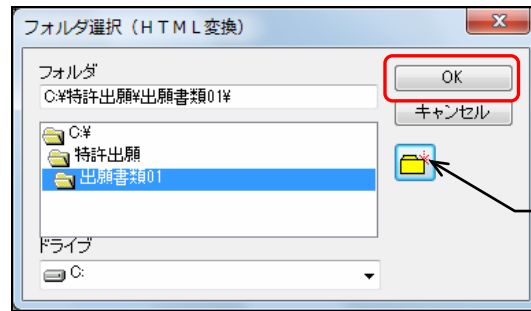 フォルダ選択（ＨＴＭＬ変換）
フォルダ
C:¥特許出願¥出願書類01¥
OK
キャンセル
C:¥
特許出願
出願書類01
ドライブ
C: